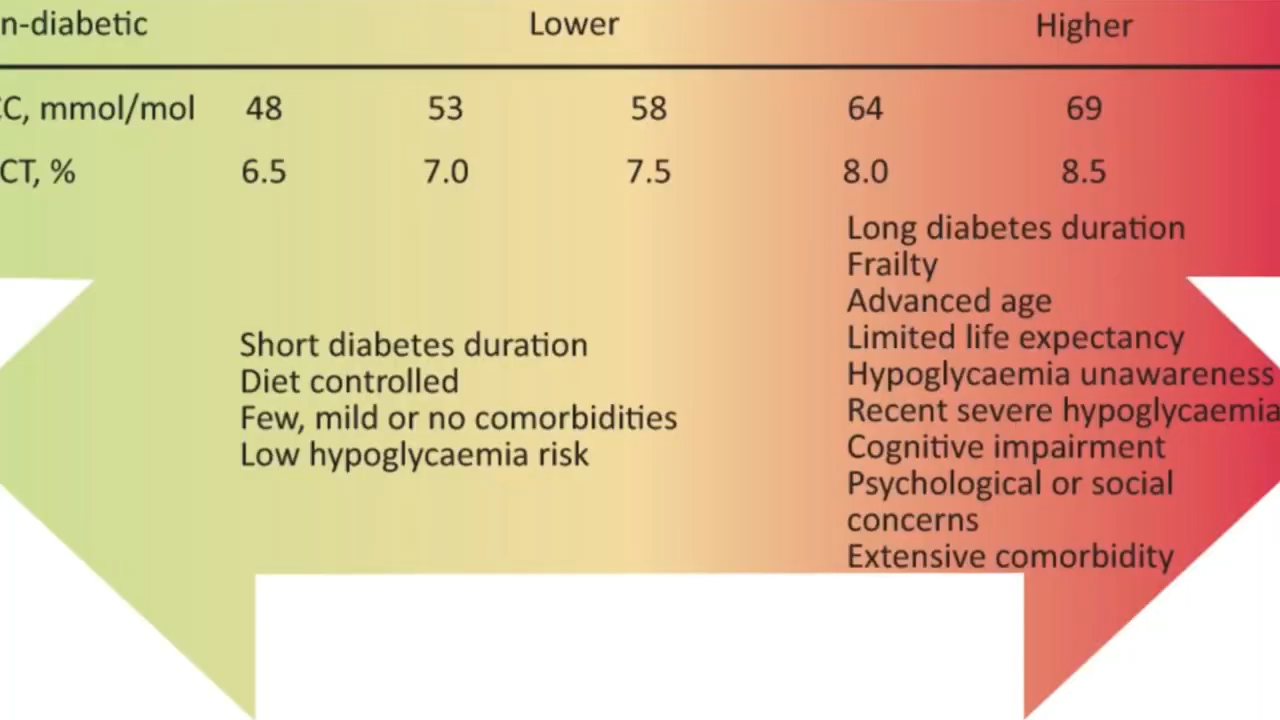 n-diabetic Lower Higher
CC, mmol/mol 48 53 58 64 69
CT, % 6.5 7.0 7.5 8.0 8.5
Short diabetes duration
Diet controlled
Few, mild or no comorbidities
Low hypoglycaemia risk
Long diabetes duration
Frailty
Advanced age
Limited life expectancy
Hypoglycaemia unawareness
Recent severe hypoglycaemia
Cognitive impairment
Psychological or social
concerns
Extensive comorbidity